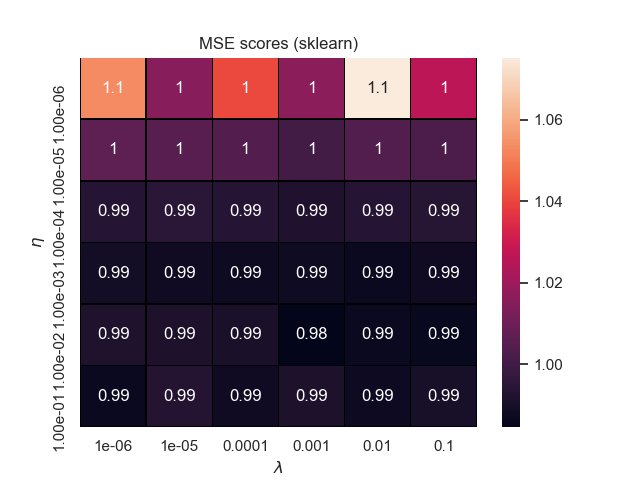 MSE scores (sklearn)
1.00e-06
1.1 1 1 1 1.1 1
1.00e-05
1 1 1 1 1 1
1.00e-04
0.99 0.99 0.99 0.99 0.99 0.99
1.00e-03
0.99 0.99 0.99 0.99 0.99 0.99
1.00e-02
0.99 0.99 0.99 0.98 0.99 0.99
1.00e-01
0.99 0.99 0.99 0.99 0.99 0.99
η
1e-06 1e-05 0.0001 0.001 0.01 0.1
λ
1.06
1.04
1.02
1.00